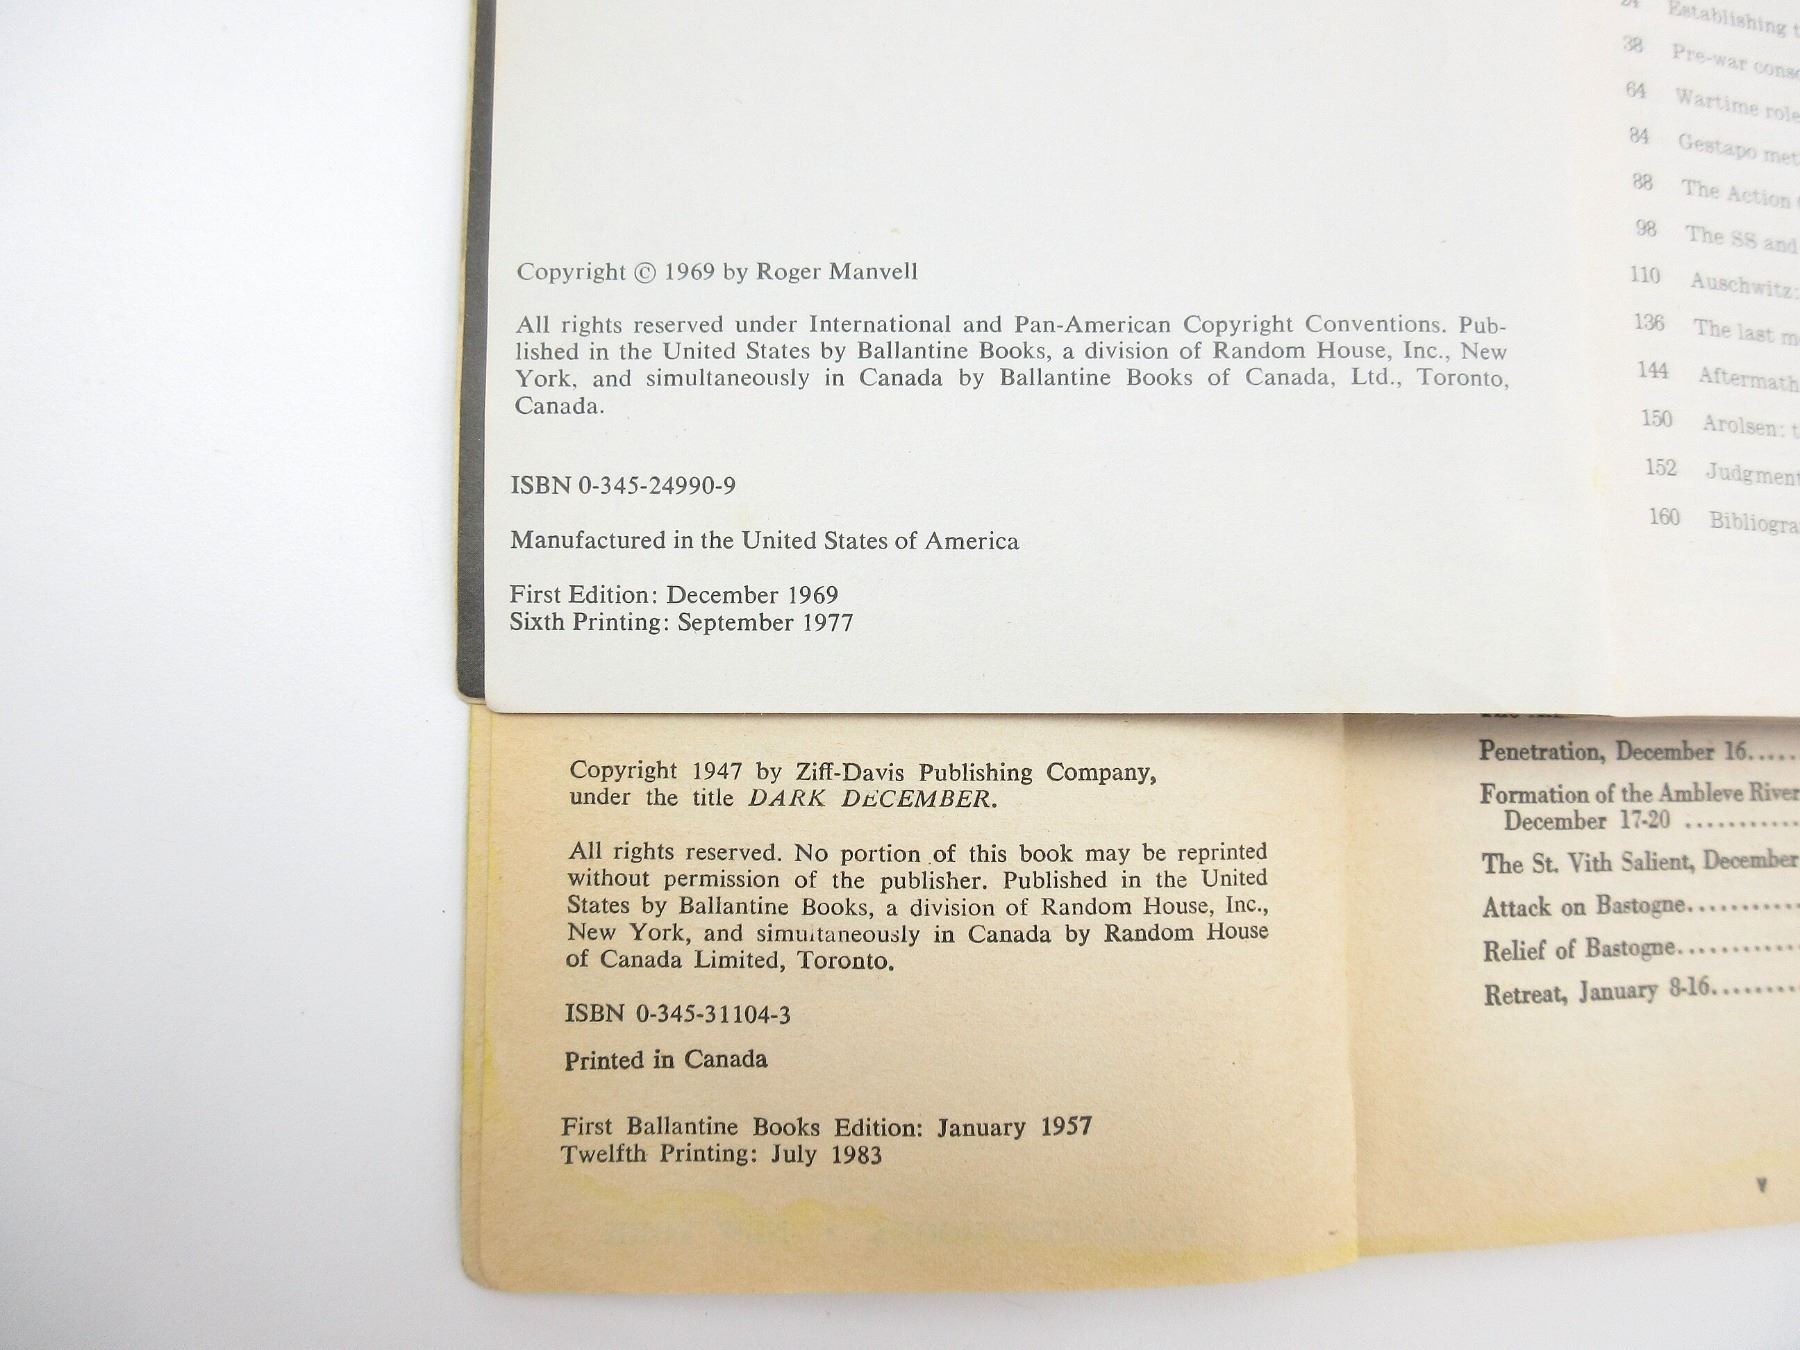 Copyright © 1969 by Roger Manvell
All rights reserved under International and Pan-American Copyright Conventions. Pub-
lished in the United States by Ballantine Books, a division of Random House, Inc., New
York, and simultaneously in Canada by Ballantine Books of Canada, Ltd., Toronto,
Canada.
ISBN 0-345-24990-9
Manufactured in the United States of America
First Edition: December 1969
Sixth Printing: September 1977
24 Establishing
38 Pre-war
64 Wartime
84 Gestapo
88 The Action
98 The SS and
110 Auschwitz:
136 The last
144 Aftermath
150 Arolsen:
152 Judgment
160
Copyright 1947 by Ziff-Davis Publishing Company,
under the title DARK DECEMBER.
All rights reserved. No portion of this book may be reprinted
without permission of the publisher. Published in the United
States by Ballantine Books, a division of Random House, Inc.,
New York, and simultaneously in Canada by Random House
of Canada Limited, Toronto.
ISBN 0-345-31104-3
Printed in Canada
First Ballantine Books Edition: January 1957
Twelfth Printing: July 1983
Penetration, December 16.....
Formation of the Ambleve River
December 17-20 ...........
The St. Vith Salient, December
Attack on Bastogne...........
Relief of Bastogne............
Retreat, January 8-16.........
v